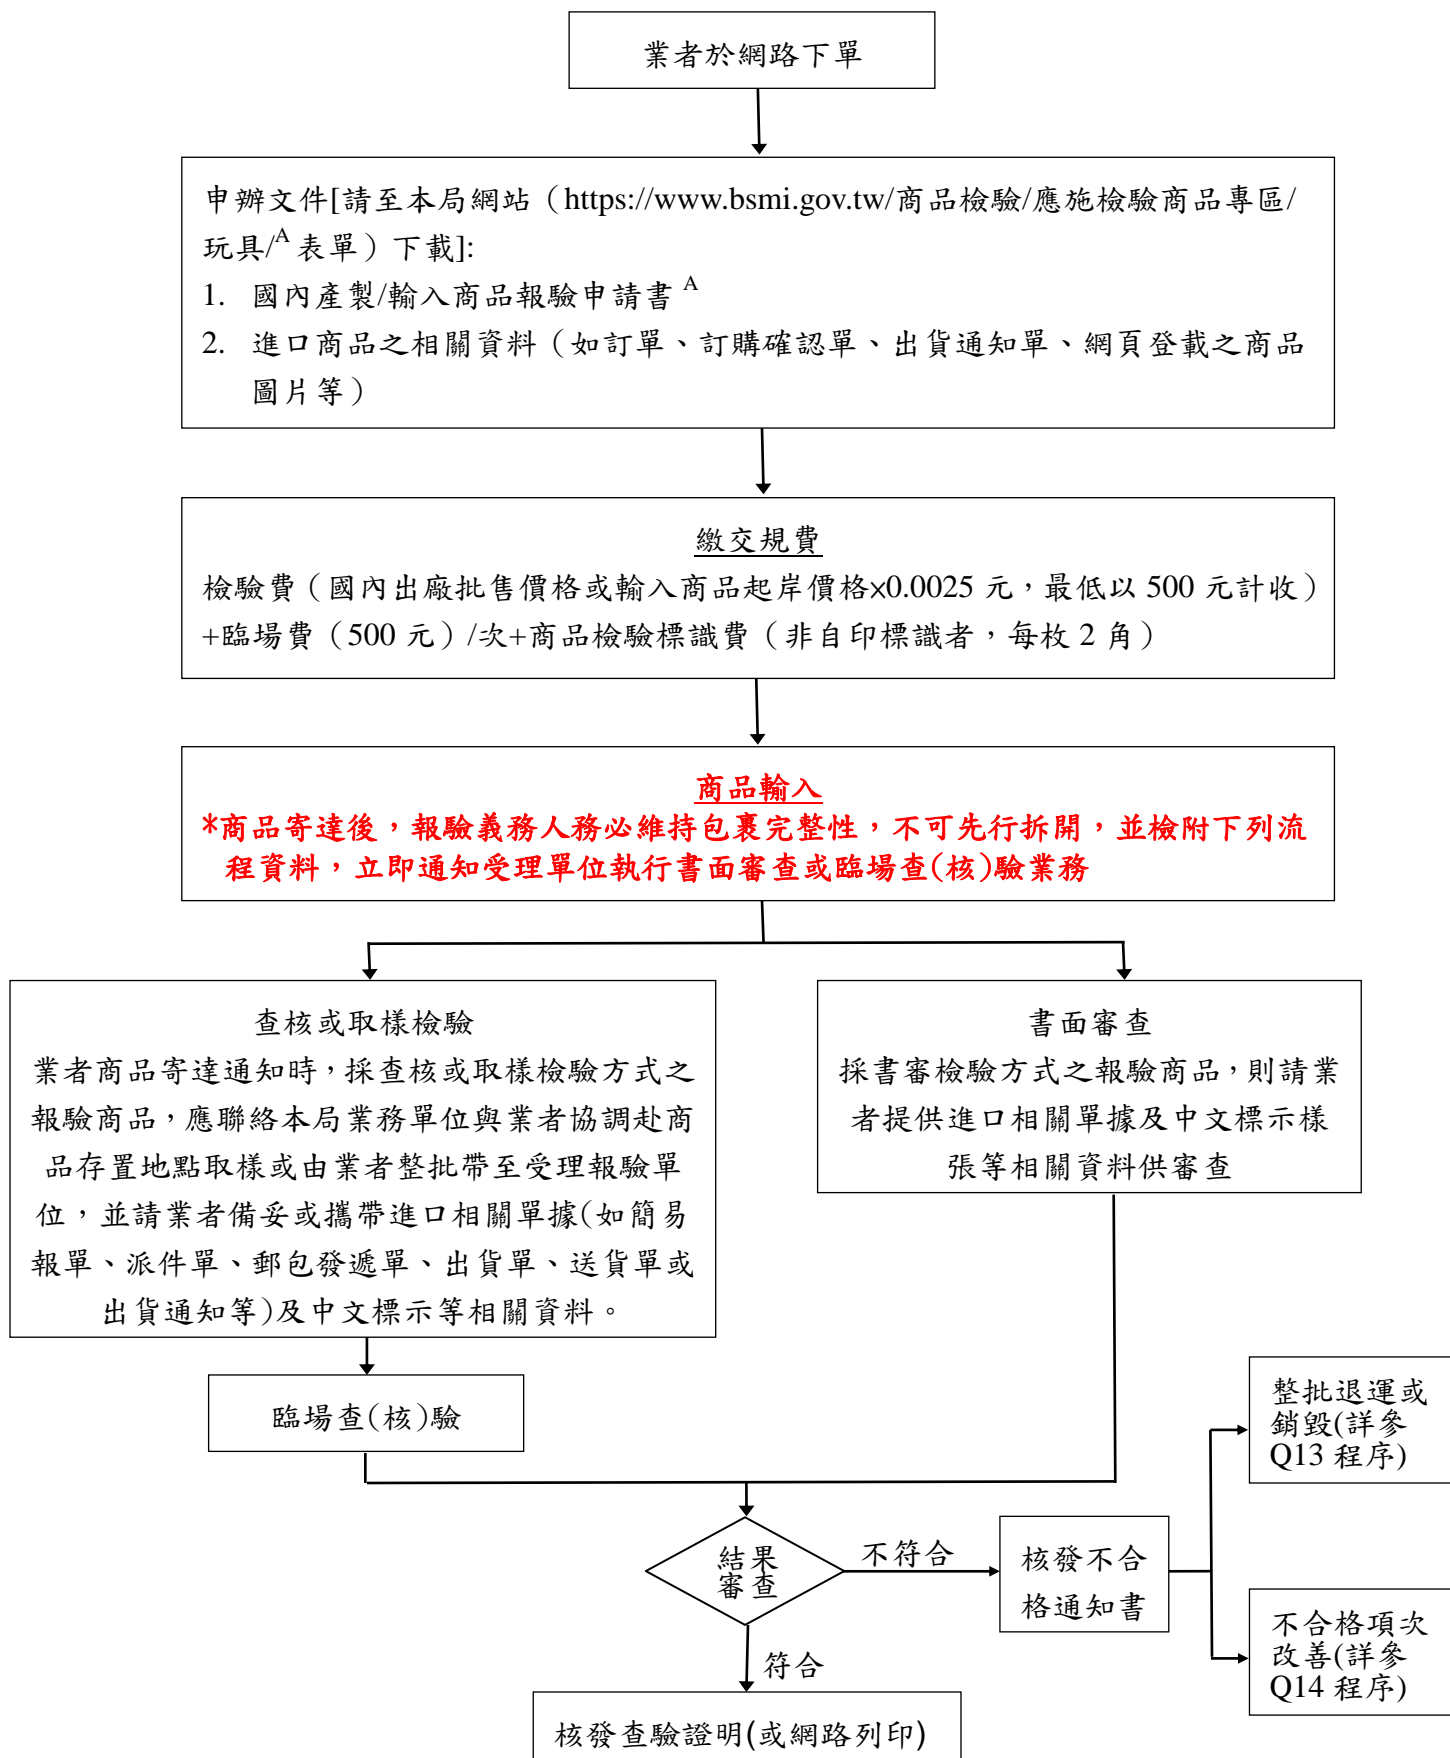 業者於網路下單
申辦文件[請至本局網站（https://www.bsmi.gov.tw/商品檢驗/應施檢驗商品專區/
玩具/A 表單）下載]:
1. 國內產製/輸入商品報驗申請書 A
2. 進口商品之相關資料（如訂單、訂購確認單、出貨通知單、網頁登載之商品
圖片等）
繳交規費
檢驗費（國內出廠批售價格或輸入商品起岸價格×0.0025 元，最低以 500 元計收）
+臨場費（500 元）/次+商品檢驗標識費（非自印標識者，每枚 2 角）
商品輸入
*商品寄達後，報驗義務人務必維持包裹完整性，不可先行拆開，並檢附下列流
程資料，立即通知受理單位執行書面審查或臨場查(核)驗業務
查核或取樣檢驗
業者商品寄達通知時，採查核或取樣檢驗方式之
報驗商品，應聯絡本局業務單位與業者協調赴商
品存置地點取樣或由業者整批帶至受理報驗單
位，並請業者備妥或攜帶進口相關單據(如簡易
報單、派件單、郵包發遞單、出貨單、送貨單或
出貨通知等)及中文標示等相關資料。
書面審查
採書審檢驗方式之報驗商品，則請業
者提供進口相關單據及中文標示樣
張等相關資料供審查
臨場查(核)驗
結果
審查
不符合
核發不合
格通知書
整批退運或
銷毀(詳參
Q13 程序)
不合格項次
改善(詳參
Q14 程序)
符合
核發查驗證明(或網路列印)